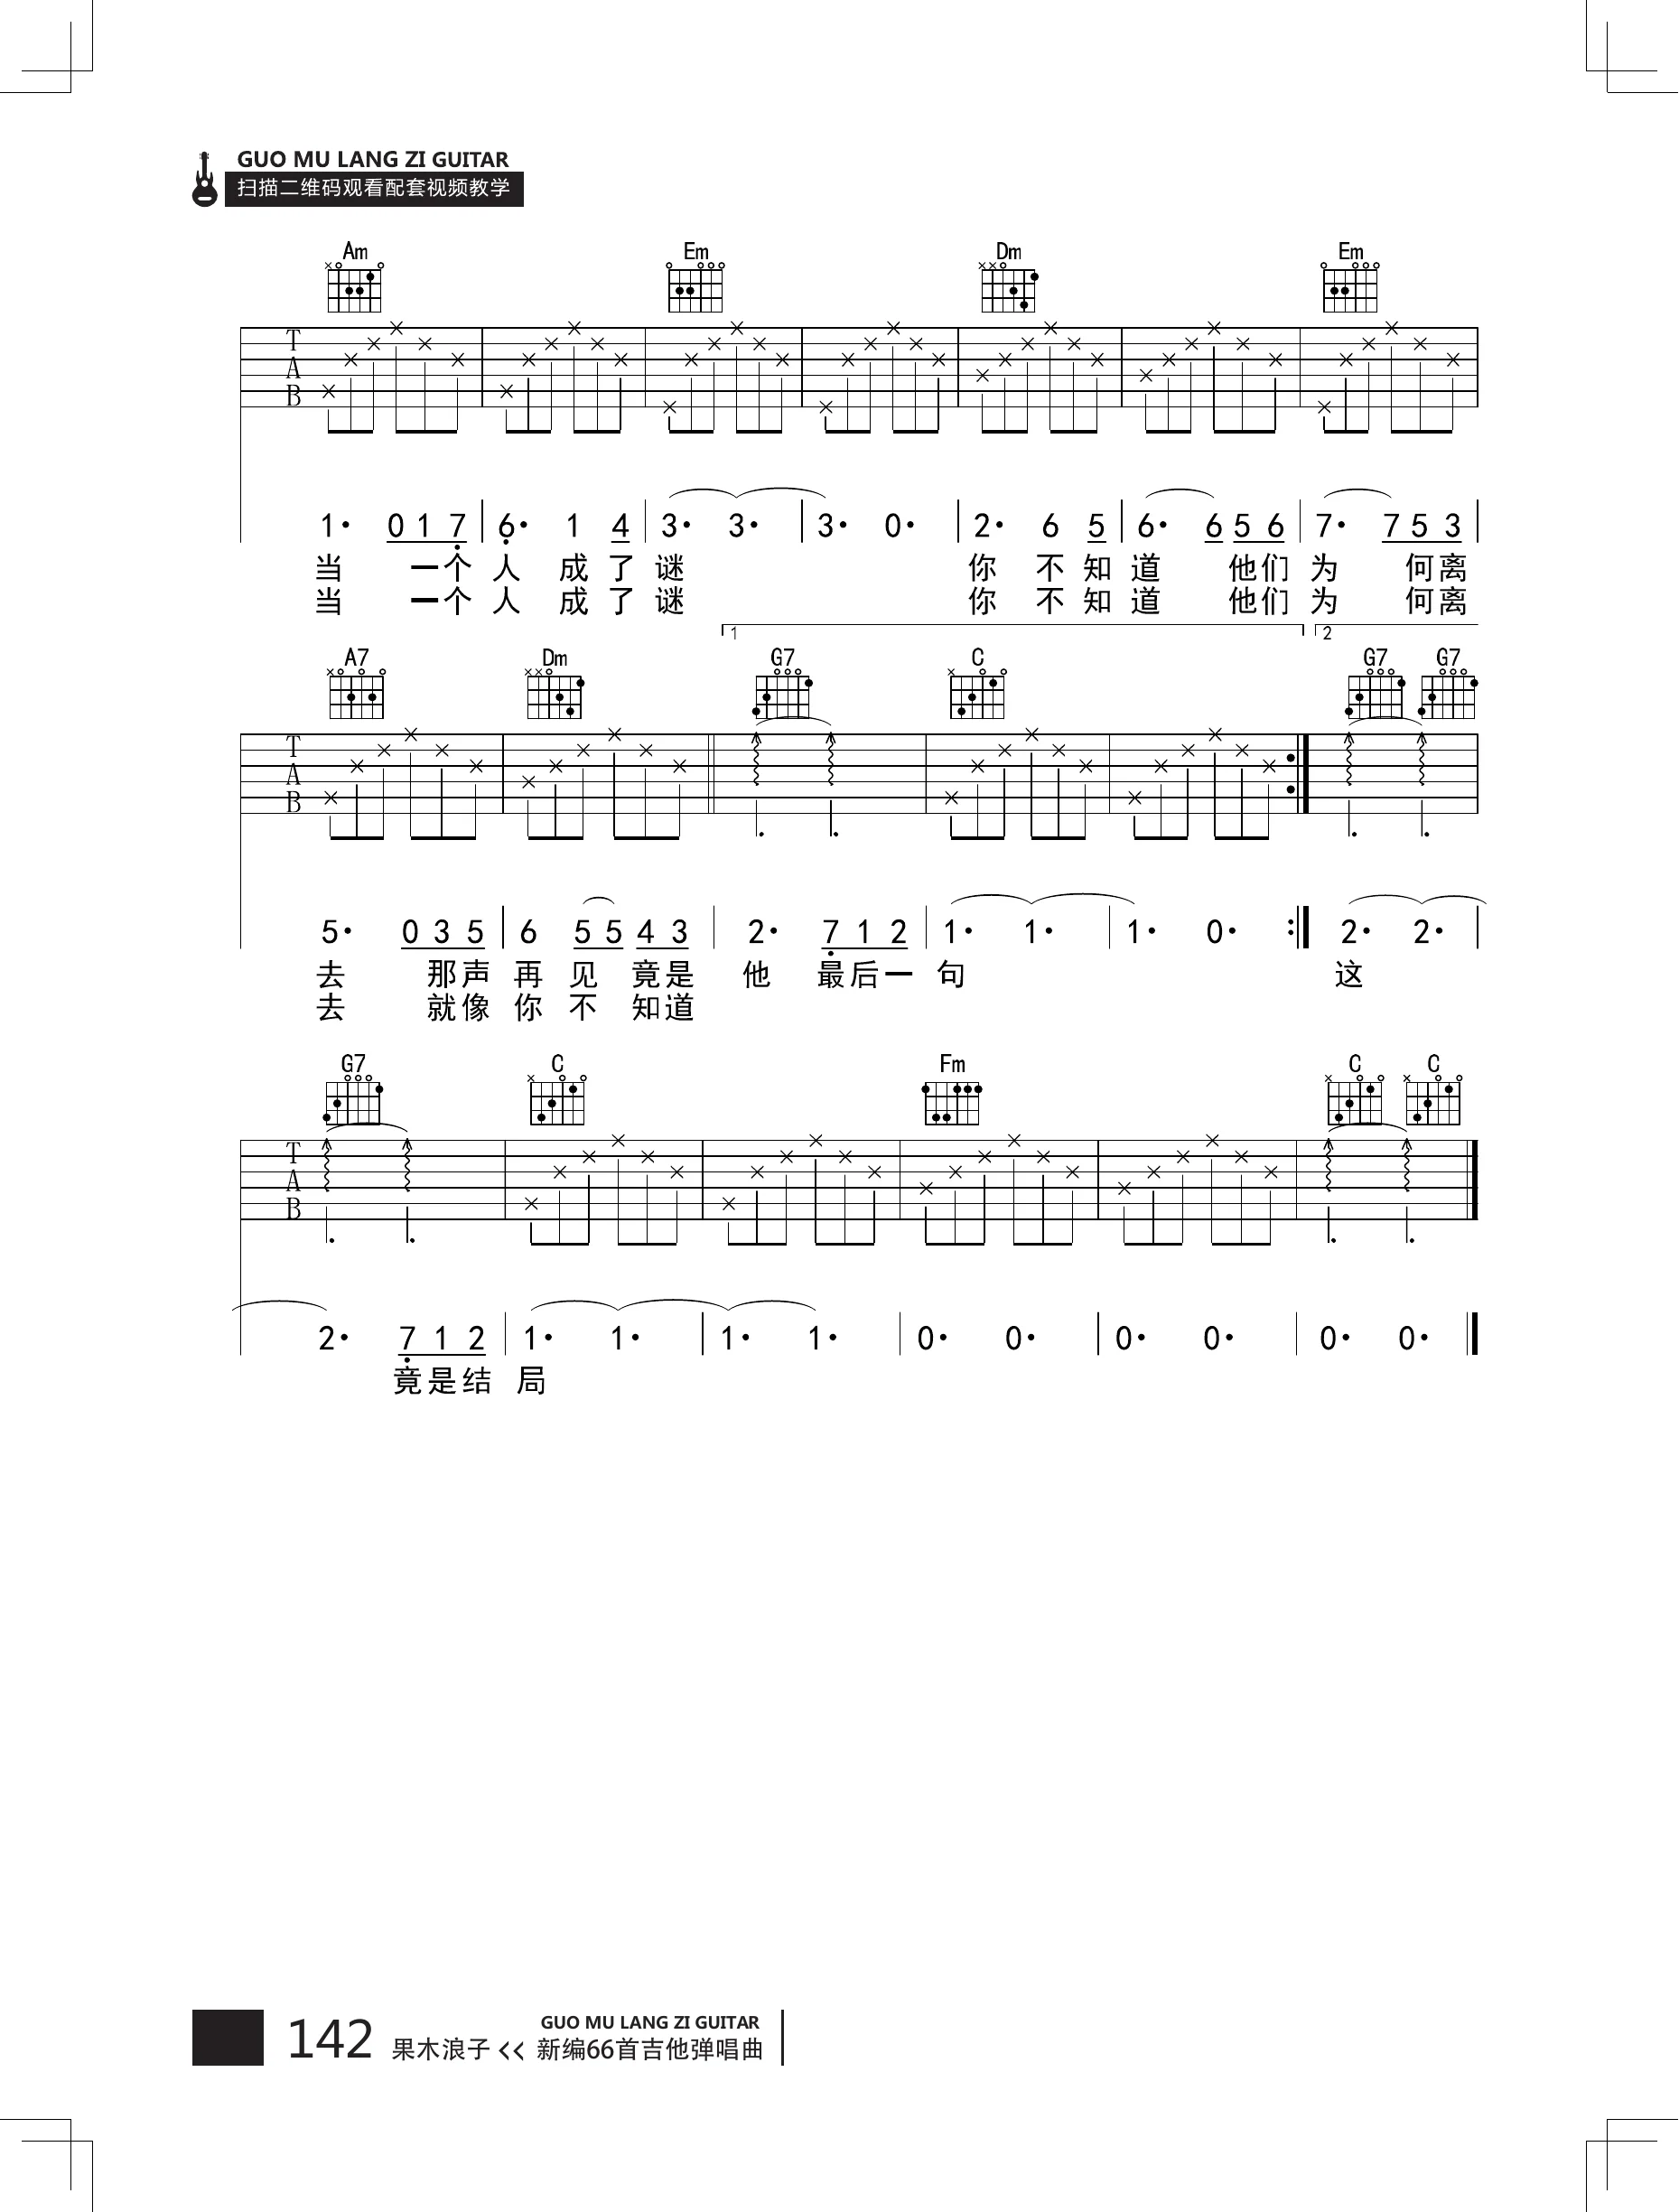 GUO MU LANG ZI GUITAR
扫描二维码观看配套视频教学
Am Em Dm Em
T A B
1· 0 1 7 6· 1 4 3· 3· 3· 0· 2· 6 5 6· 6 5 6 7· 7 5 3
当 一个 人 成 了 谜 你 不 知 道 他们 为 何离
当 一个 人 成 了 谜 你 不 知 道 他们 为 何离
1 2
A7 Dm G7 C G7 G7
T A B
5· 0 3 5 6 5 5 4 3 2· 7 1 2 1· 1· 1· 0· 2· 2·
去 那声 再 见 竟是 他 最后一 句 这
去 就像 你 不 知道
G7 C Fm C C
T A B
2· 7 1 2 1· 1· 1· 1· 0· 0· 0· 0· 0· 0·
竟是结 局
142 果木浪子 << GUO MU LANG ZI GUITAR
新编66首吉他弹唱曲